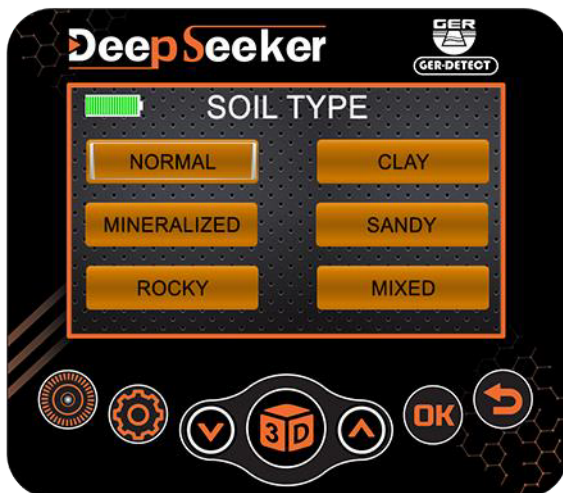 DeepSeeker
GER
GER-DETECT
SOIL TYPE
NORMAL
CLAY
MINERALIZED
SANDY
ROCKY
MIXED
3D
OK